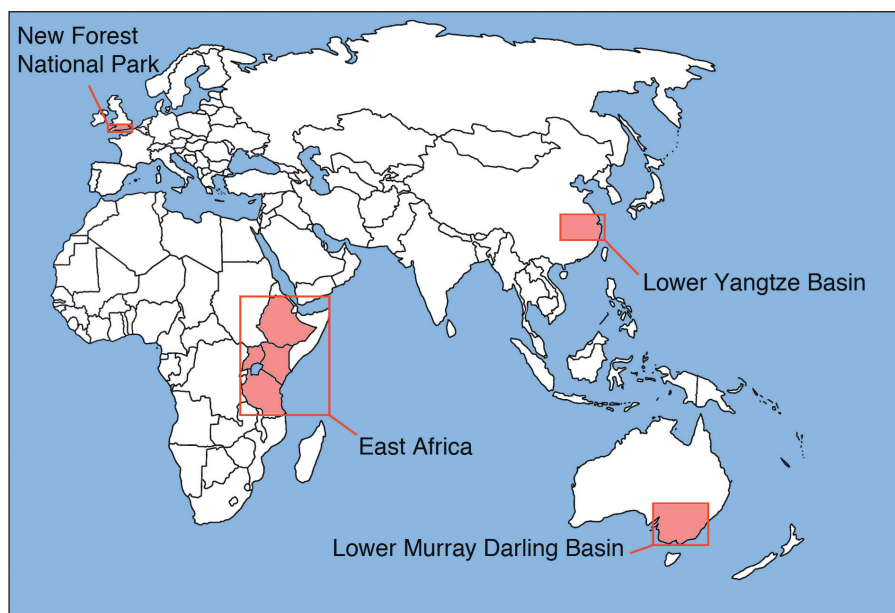 New Forest
National Park
Lower Yangtze Basin
East Africa
Lower Murray Darling Basin